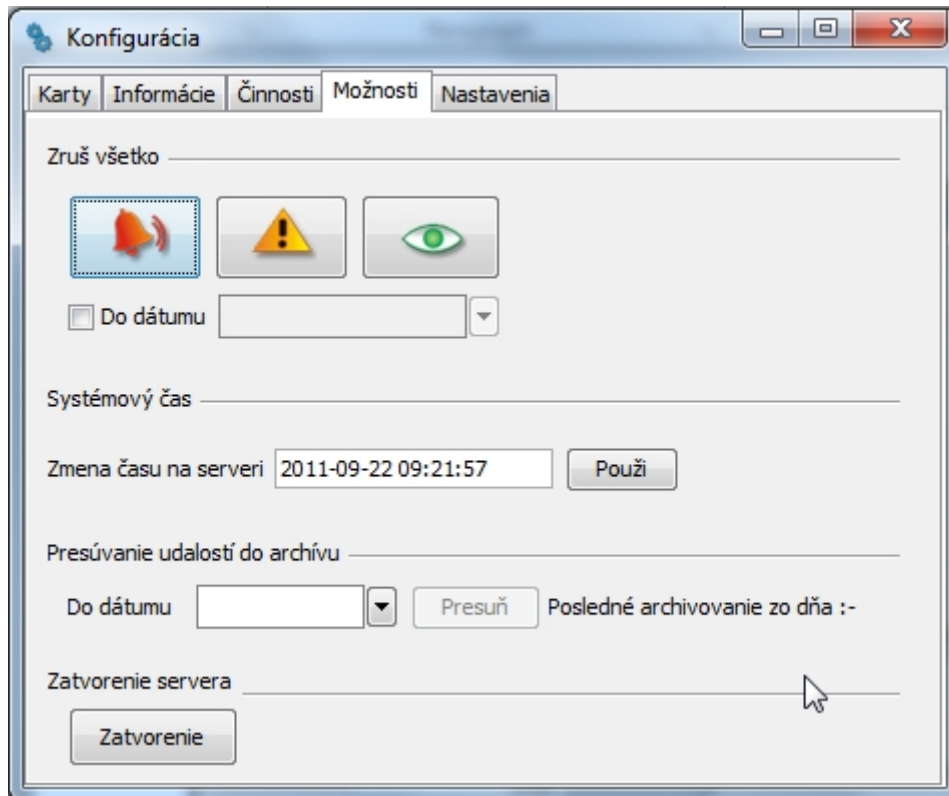 Konfigurácia
Karty Informácie Činnosti Možnosti Nastavenia
Zruš všetko
Do dátumu
Systémový čas
Zmena času na serveri 2011-09-22 09:21:57 Použi
Presúvanie udalostí do archívu
Do dátumu Presuň Posledné archivovanie zo dňa :-
Zatvorenie servera
Zatvorenie